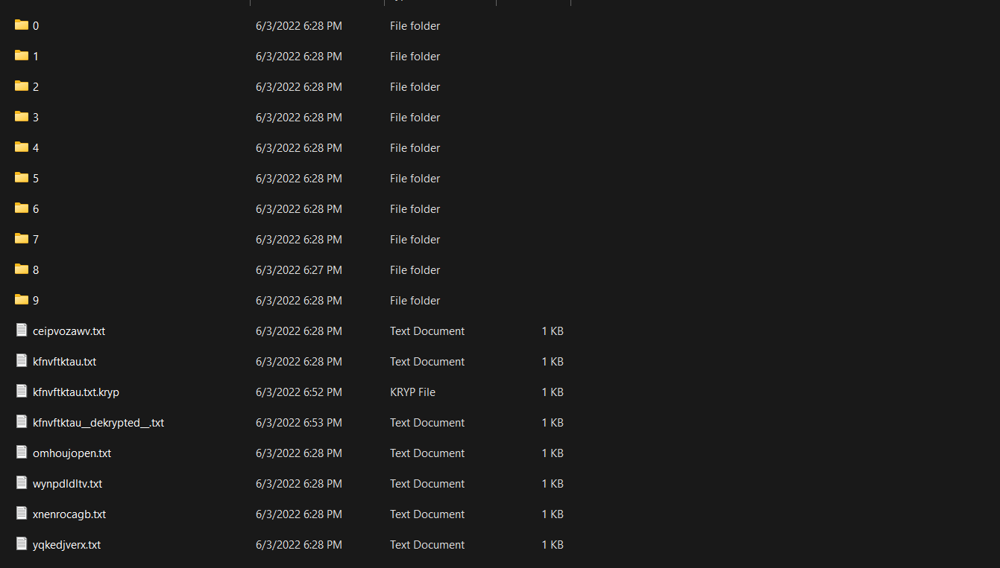 0 6/3/2022 6:28 PM File folder
1 6/3/2022 6:28 PM File folder
2 6/3/2022 6:28 PM File folder
3 6/3/2022 6:28 PM File folder
4 6/3/2022 6:28 PM File folder
5 6/3/2022 6:28 PM File folder
6 6/3/2022 6:28 PM File folder
7 6/3/2022 6:28 PM File folder
8 6/3/2022 6:27 PM File folder
9 6/3/2022 6:28 PM File folder
ceipvozawv.txt 6/3/2022 6:28 PM Text Document 1 KB
kfnvftktau.txt 6/3/2022 6:28 PM Text Document 1 KB
kfnvftktau.txt.kryp 6/3/2022 6:52 PM KRYP File 1 KB
kfnvftktau__dekrypted__.txt 6/3/2022 6:53 PM Text Document 1 KB
omhoujopen.txt 6/3/2022 6:28 PM Text Document 1 KB
wynpdldltv.txt 6/3/2022 6:28 PM Text Document 1 KB
xnenrocagb.txt 6/3/2022 6:28 PM Text Document 1 KB
yqkedjverx.txt 6/3/2022 6:28 PM Text Document 1 KB